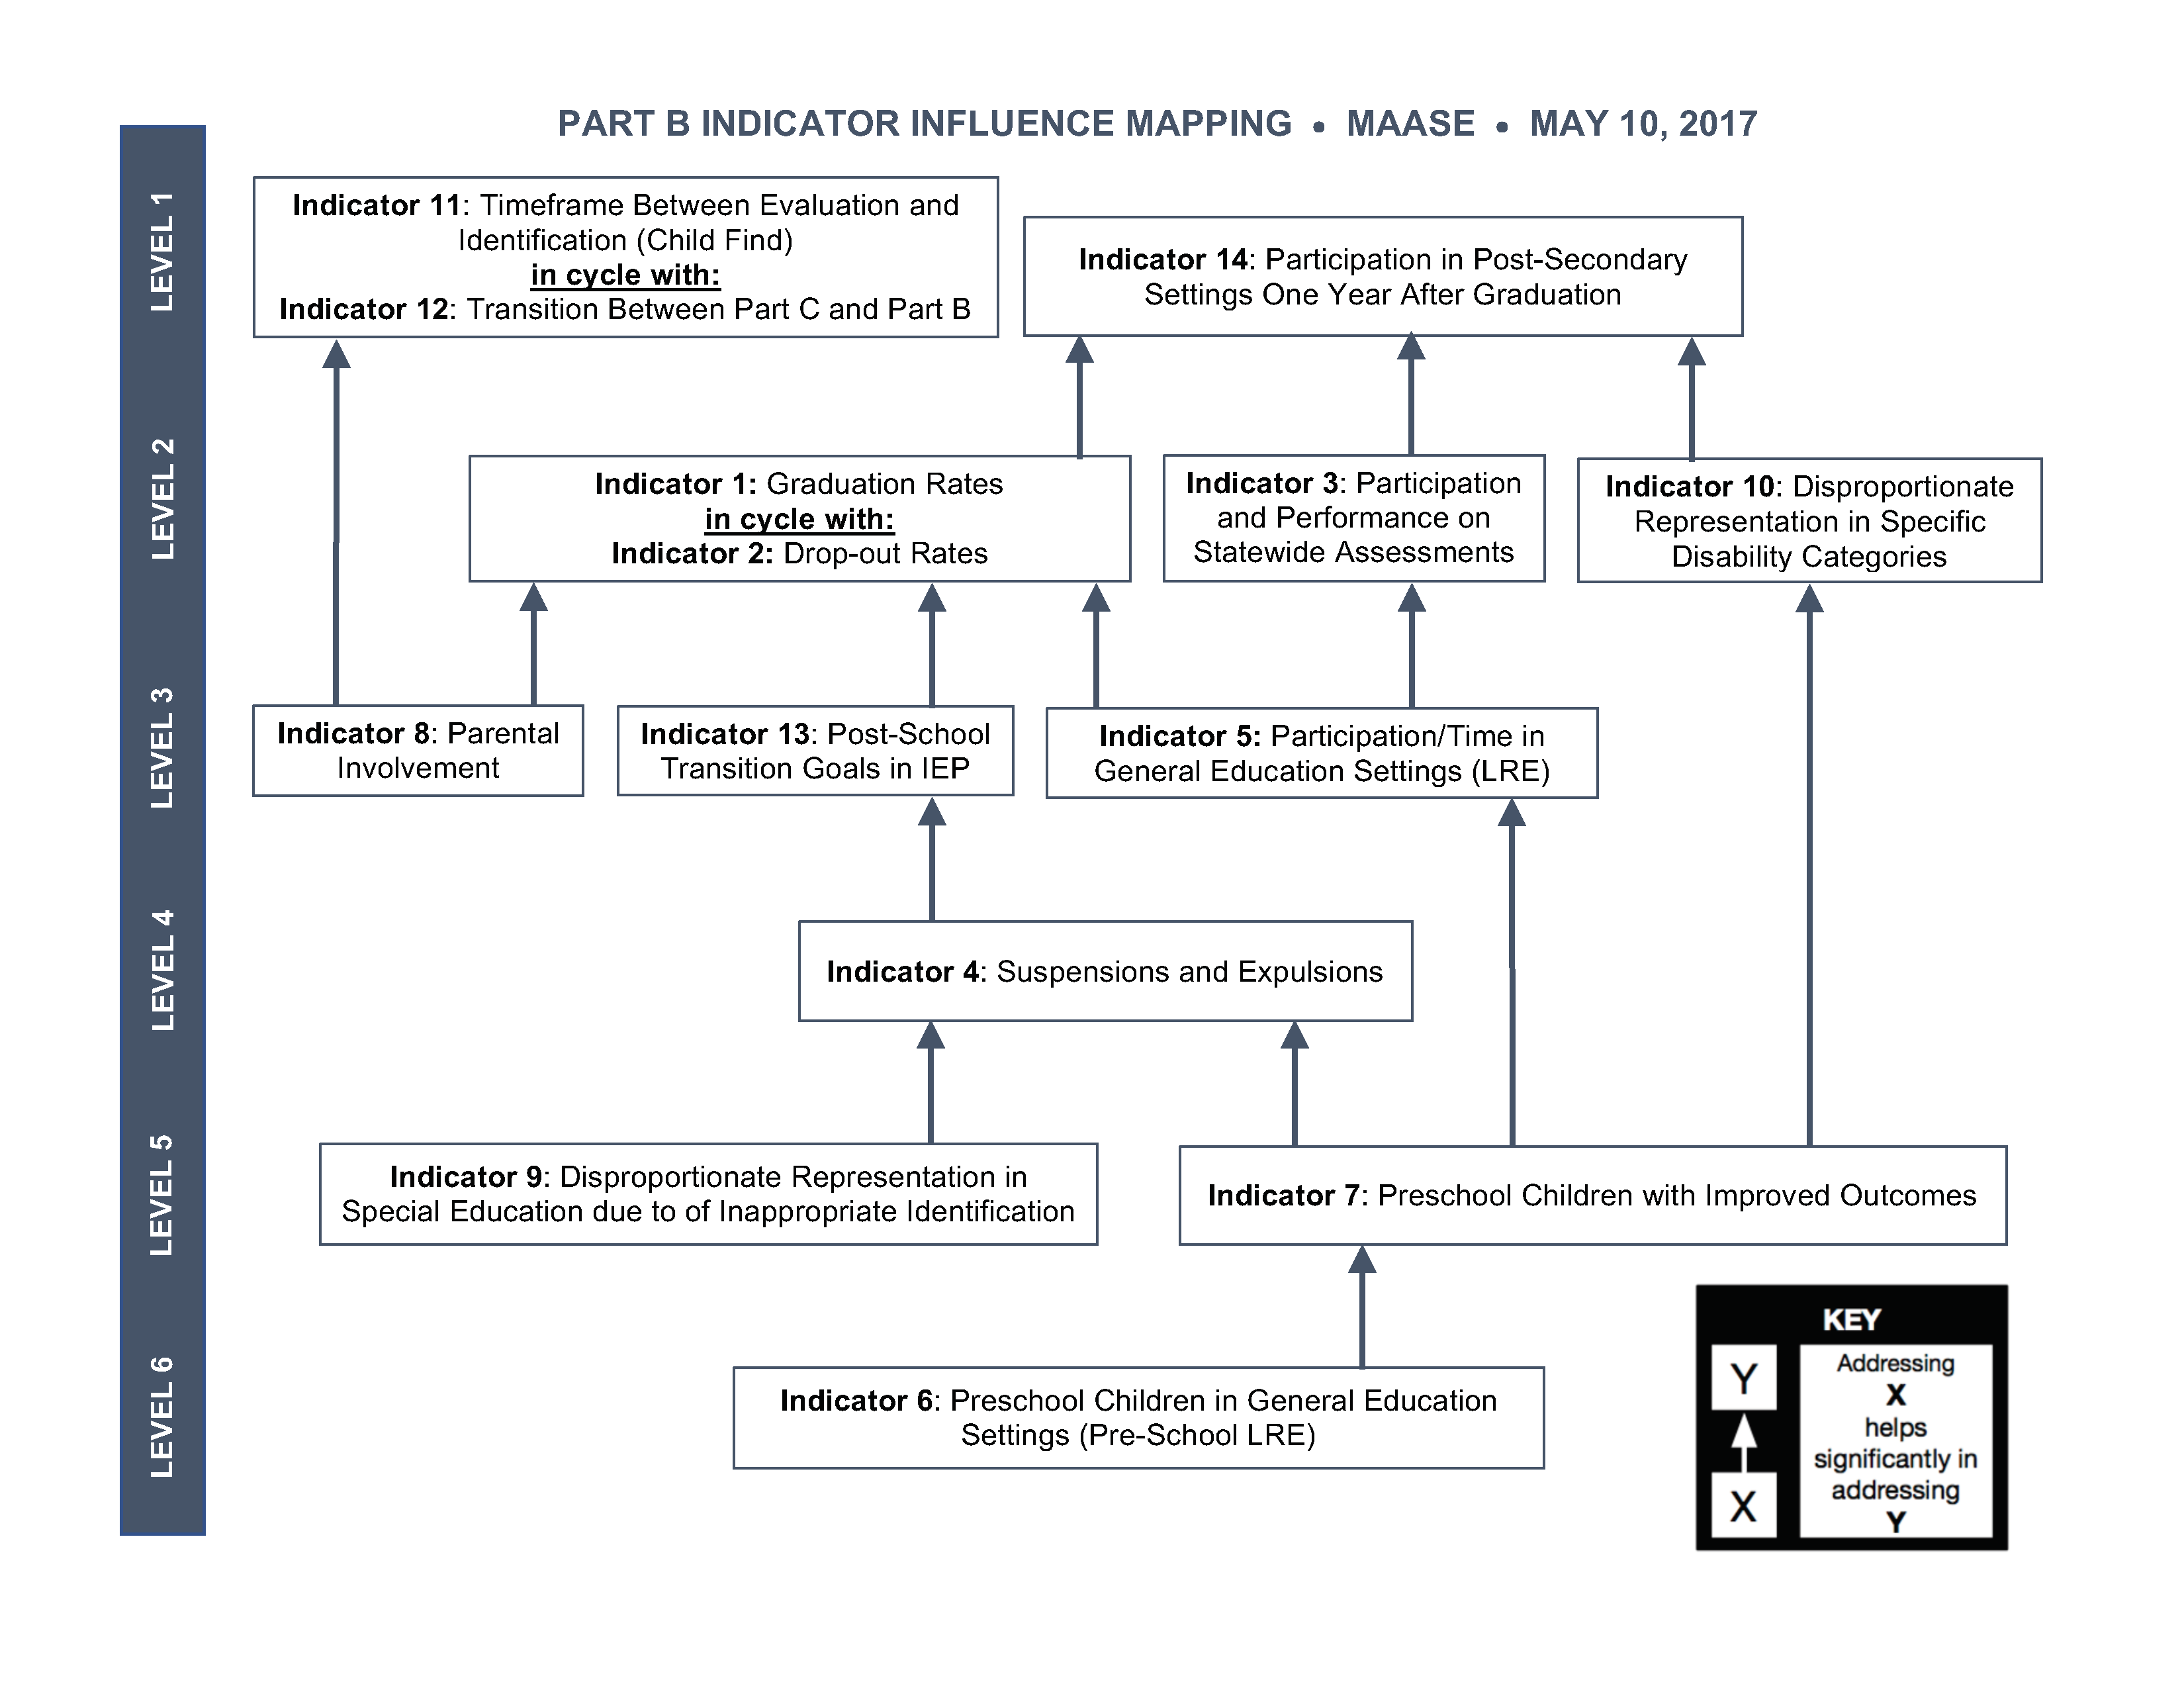 PART B INDICATOR INFLUENCE MAPPING • MAASE • MAY 10, 2017
LEVEL 1
Indicator 11: Timeframe Between Evaluation and
Identification (Child Find)
in cycle with:
Indicator 12: Transition Between Part C and Part B
Indicator 14: Participation in Post-Secondary
Settings One Year After Graduation
LEVEL 2
Indicator 1: Graduation Rates
in cycle with:
Indicator 2: Drop-out Rates
Indicator 3: Participation
and Performance on
Statewide Assessments
Indicator 10: Disproportionate
Representation in Specific
Disability Categories
LEVEL 3
Indicator 8: Parental
Involvement
Indicator 13: Post-School
Transition Goals in IEP
Indicator 5: Participation/Time in
General Education Settings (LRE)
LEVEL 4
Indicator 4: Suspensions and Expulsions
LEVEL 5
Indicator 9: Disproportionate Representation in
Special Education due to of Inappropriate Identification
Indicator 7: Preschool Children with Improved Outcomes
LEVEL 6
Indicator 6: Preschool Children in General Education
Settings (Pre-School LRE)
KEY
Y
X
Addressing
X
helps
significantly in
addressing
Y